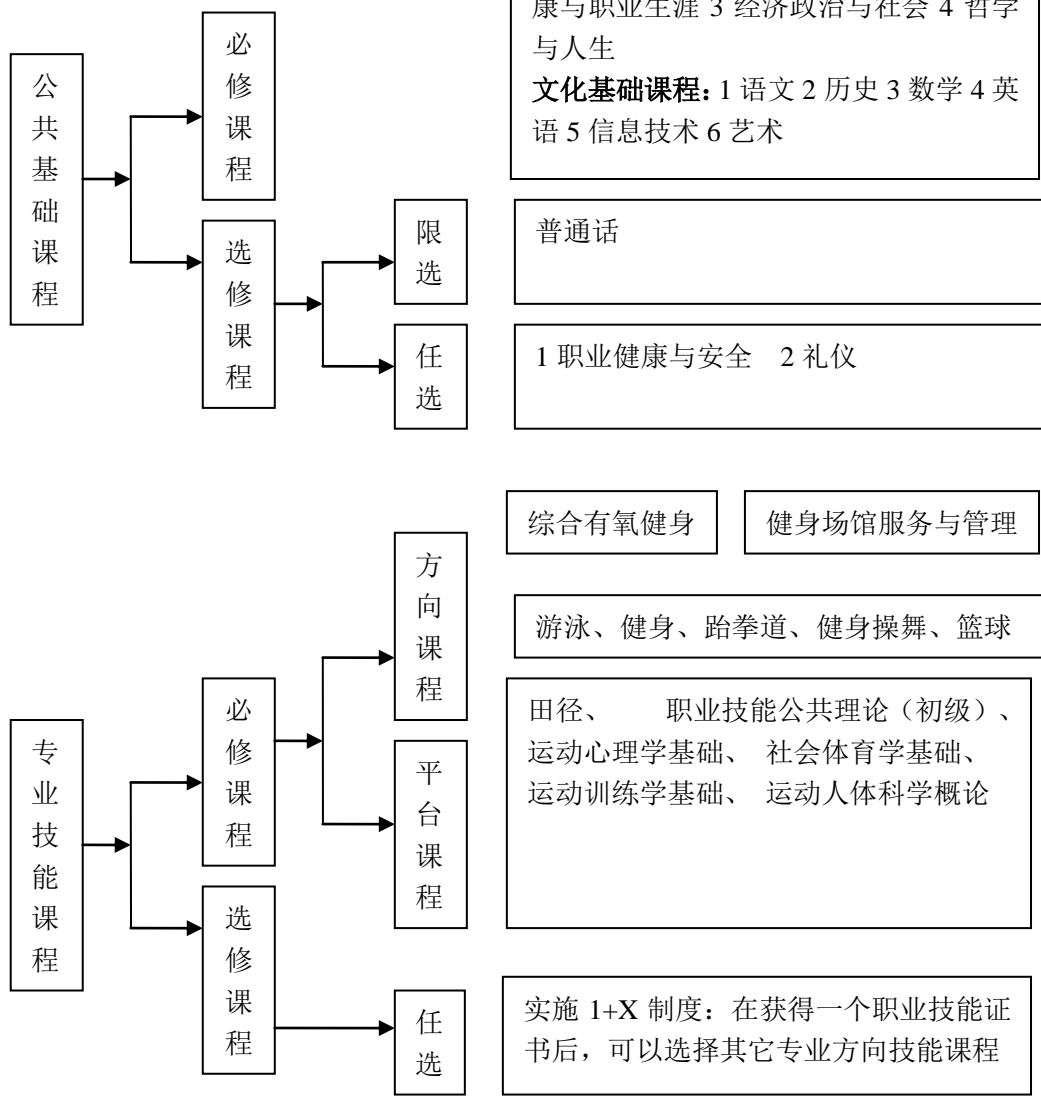 公共基础课程
必修课程
康与职业生涯 3 经济政治与社会 4 哲学
与人生
文化基础课程：1 语文 2 历史 3 数学 4 英
语 5 信息技术 6 艺术
选修课程
限选
普通话
任选
1 职业健康与安全 2 礼仪
专业技能课程
必修课程
方向课程
综合有氧健身
健身场馆服务与管理
游泳、健身、跆拳道、健身操舞、篮球
平台课程
田径、 职业技能公共理论（初级）、
运动心理学基础、 社会体育学基础、
运动训练学基础、 运动人体科学概论
选修课程
任选
实施 1+X 制度：在获得一个职业技能证
书后，可以选择其它专业方向技能课程